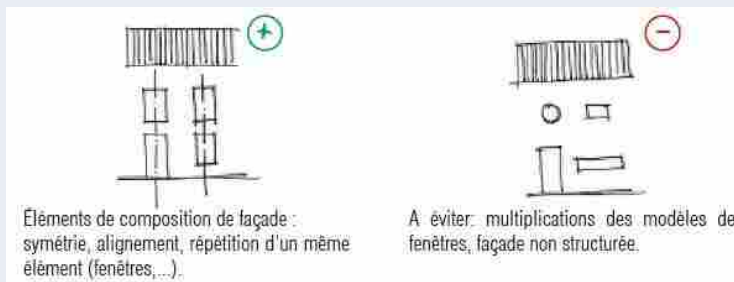 Éléments de composition de façade :
symétrie, alignement, répétition d'un même
élément (fenêtres,...).
A éviter: multiplications des modèles de
fenêtres, façade non structurée.